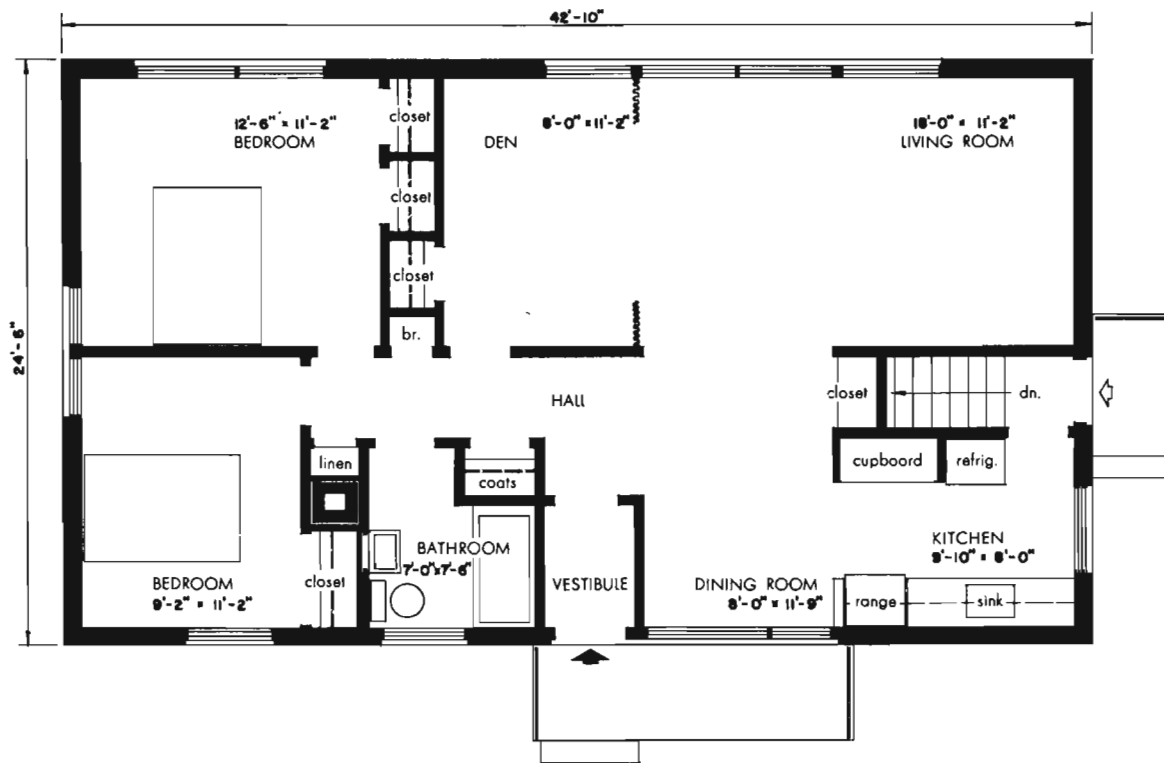 42'-10"
12'-6" x 11'-2"
BEDROOM
closet
DEN
8'-0" x 11'-2"
18'-0" x 11'-2"
LIVING ROOM
closet
closet
br.
24'-6"
HALL
closet
dn.
linen
coats
cupboard
refrig.
BATHROOM
7'-0"x7'-6"
KITCHEN
9'-10" x 8'-0"
BEDROOM
9'-2" x 11'-2"
closet
VESTIBULE
DINING ROOM
8'-0" x 11'-9"
range
sink